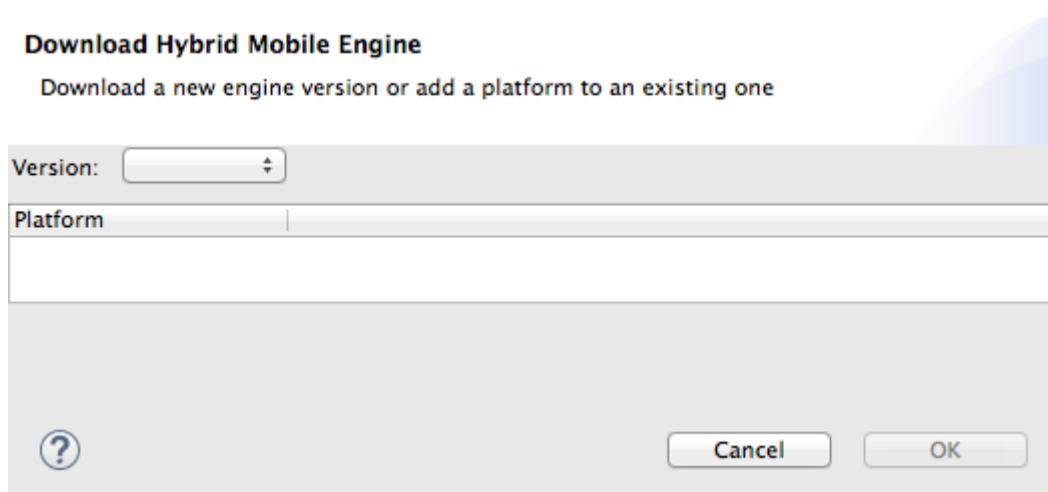 Download Hybrid Mobile Engine
Download a new engine version or add a platform to an existing one
Version:
Platform
?
Cancel OK